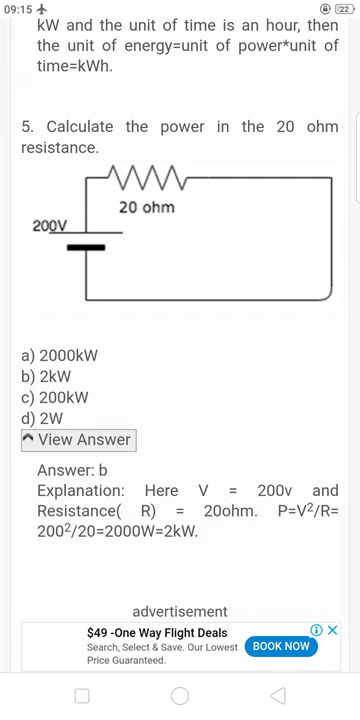 09:15
22
kW and the unit of time is an hour, then
the unit of energy=unit of power*unit of
time=kWh.
5. Calculate the power in the 20 ohm
resistance.
20 ohm
200V
a) 2000kW
b) 2kW
c) 200kW
d) 2W
View Answer
Answer: b
Explanation: Here V = 200v and
Resistance( R) = 20ohm. P=V²/R=
200²/20=2000W=2kW.
advertisement
$49 -One Way Flight Deals
Search, Select & Save. Our Lowest
Price Guaranteed.
BOOK NOW